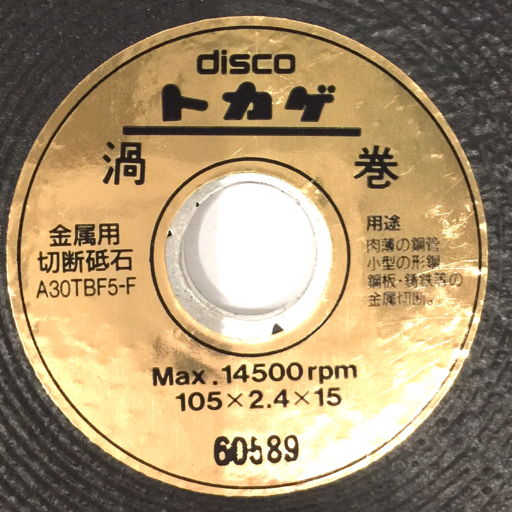 disco
トカゲ
渦 巻
金属用
切断砥石
A30TBF5-F
用途
肉薄の鋼管
小型の形鋼
鋼板・鋳鉄等の
金属切断。
Max.14500rpm
105×2.4×15
60589